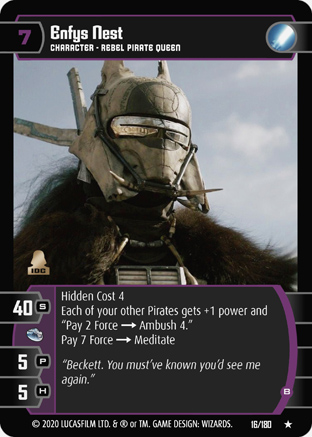 7
Enfys Nest
CHARACTER • REBEL PIRATE QUEEN
IDC
40 S
Hidden Cost 4
Each of your other Pirates gets +1 power and
“Pay 2 Force → Ambush 4.”
Pay 7 Force → Meditate
5 P
“Beckett. You must’ve known you’d see me
again.”
5 H
B
© 2020 LUCASFILM LTD. & ® or TM. GAME DESIGN: WIZARDS. 16/180 ★